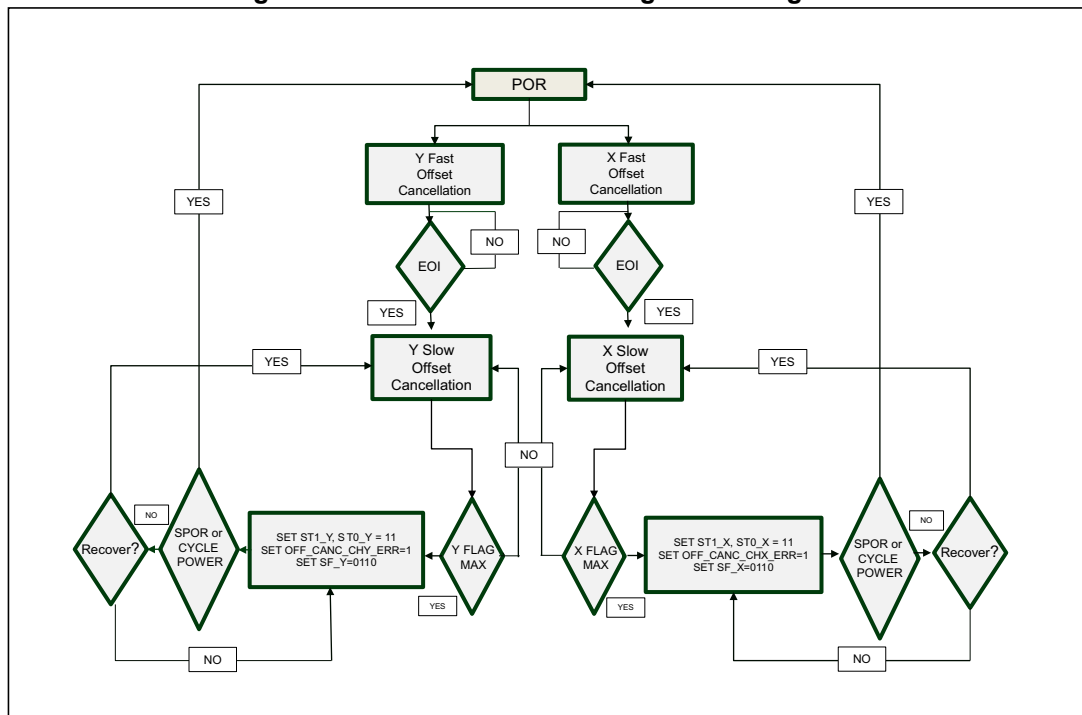 POR
Y Fast
Offset
Cancellation
X Fast
Offset
Cancellation
YES
YES
NO
NO
EOI
EOI
YES
YES
Y Slow
Offset
Cancellation
X Slow
Offset
Cancellation
YES
YES
NO
NO
NO
Recover?
SPOR or
CYCLE
POWER
SET ST1_Y, ST0_Y = 11
SET OFF_CANC_CHY_ERR=1
SET SF_Y=0110
Y FLAG
MAX
X FLAG
MAX
SET ST1_X, ST0_X = 11
SET OFF_CANC_CHX_ERR=1
SET SF_X=0110
SPOR or
CYCLE
POWER
Recover?
YES
YES
NO
NO